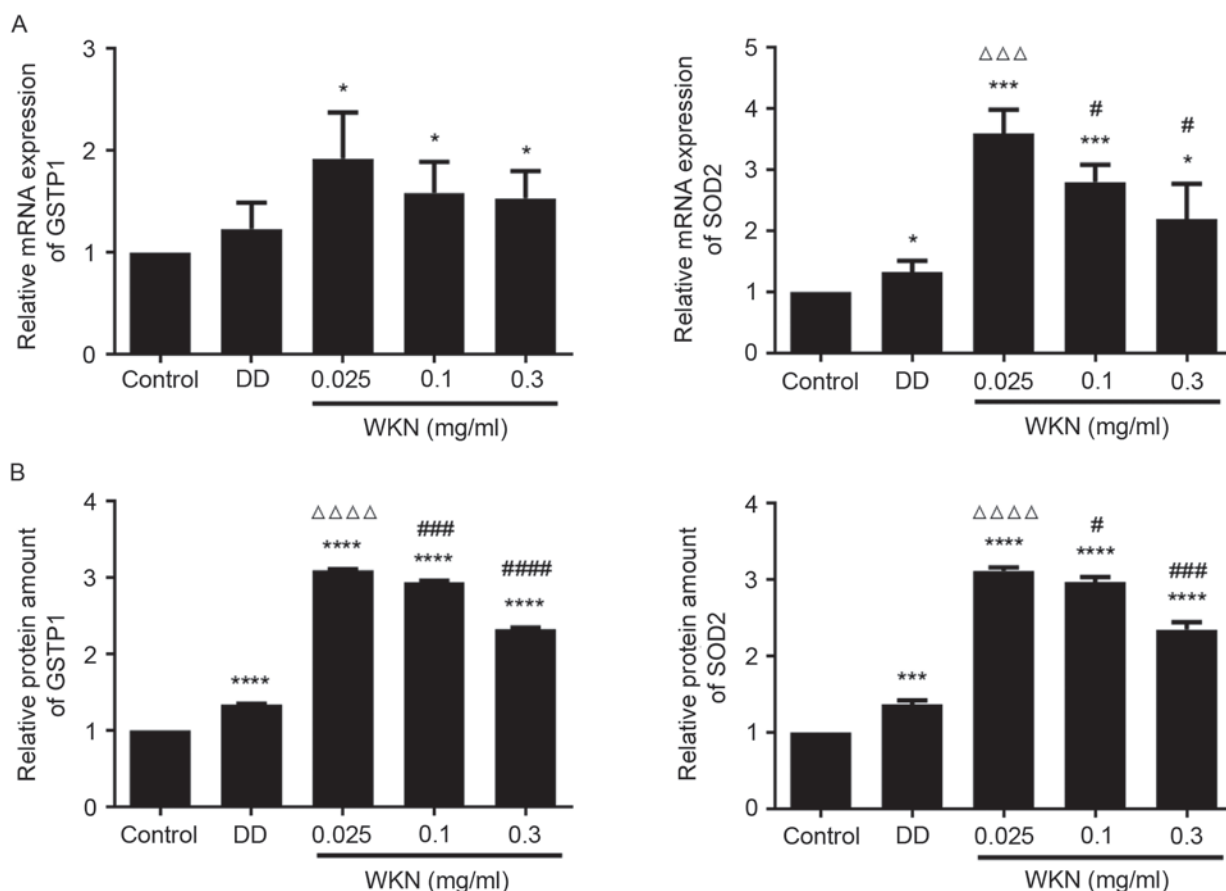 A
Relative mRNA expression
of GSTP1
3
2
1
0
*
*
*
Control DD 0.025 0.1 0.3
WKN (mg/ml)
Relative mRNA expression
of SOD2
5
4
3
2
1
0
*
△△△
***
#
***
#
*
Control DD 0.025 0.1 0.3
WKN (mg/ml)
B
Relative protein amount
of GSTP1
4
3
2
1
0
****
△△△△
****
###
****
####
****
Control DD 0.025 0.1 0.3
WKN (mg/ml)
Relative protein amount
of SOD2
4
3
2
1
0
***
△△△△
****
#
****
###
****
Control DD 0.025 0.1 0.3
WKN (mg/ml)